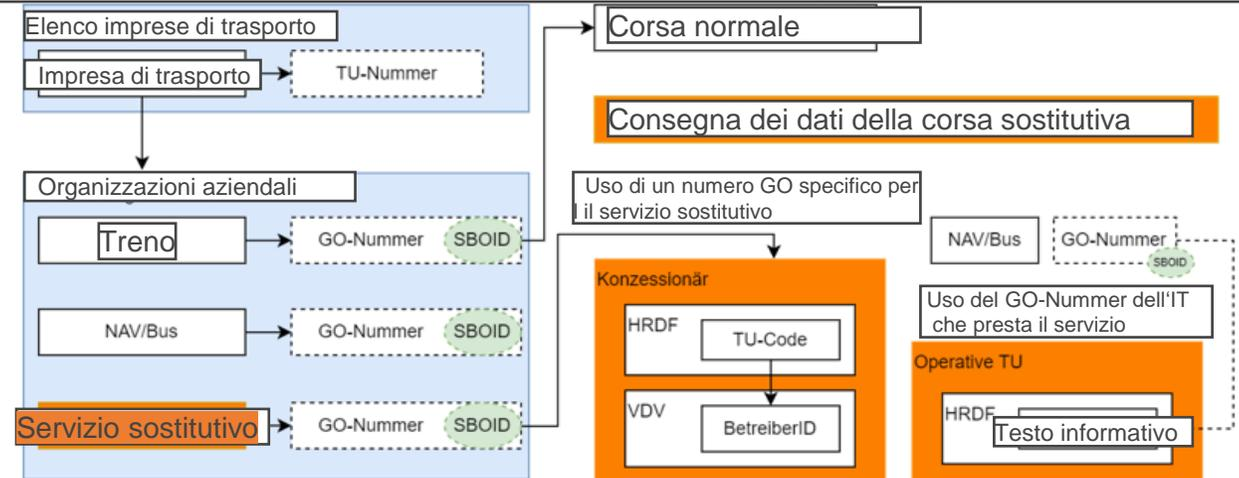 Elenco imprese di trasporto
Impresa di trasporto
TU-Nummer
Corsa normale
Consegna dei dati della corsa sostitutiva
Organizzazioni aziendali
Treno
GO-Nummer
SBOID
NAV/Bus
GO-Nummer
SBOID
Servizio sostitutivo
GO-Nummer
SBOID
Uso di un numero GO specifico per
il servizio sostitutivo
Konzessionär
HRDF
TU-Code
VDV
BetreiberID
NAV/Bus
GO-Nummer
SBOID
Uso del GO-Nummer dell'IT
che presta il servizio
Operative TU
HRDF
Testo informativo